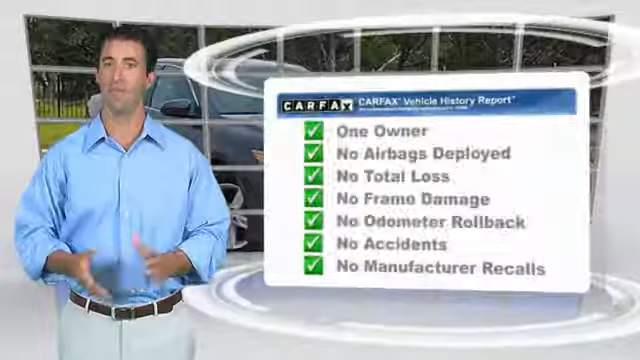 CARFAX CARFAX Vehicle History Report™
One Owner
No Airbags Deployed
No Total Loss
No Frame Damage
No Odometer Rollback
No Accidents
No Manufacturer Recalls